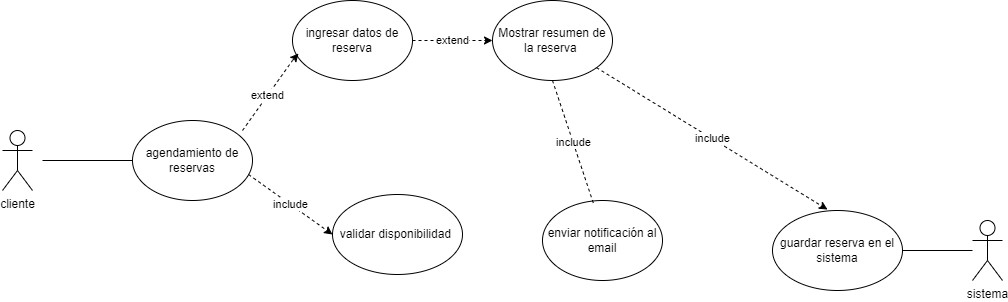 ingresar datos de
reserva
extend
Mostrar resumen de
la reserva
extend
agendamiento de
reservas
cliente
include
include
include
validar disponibilidad
enviar notificación al
email
guardar reserva en el
sistema
sistema